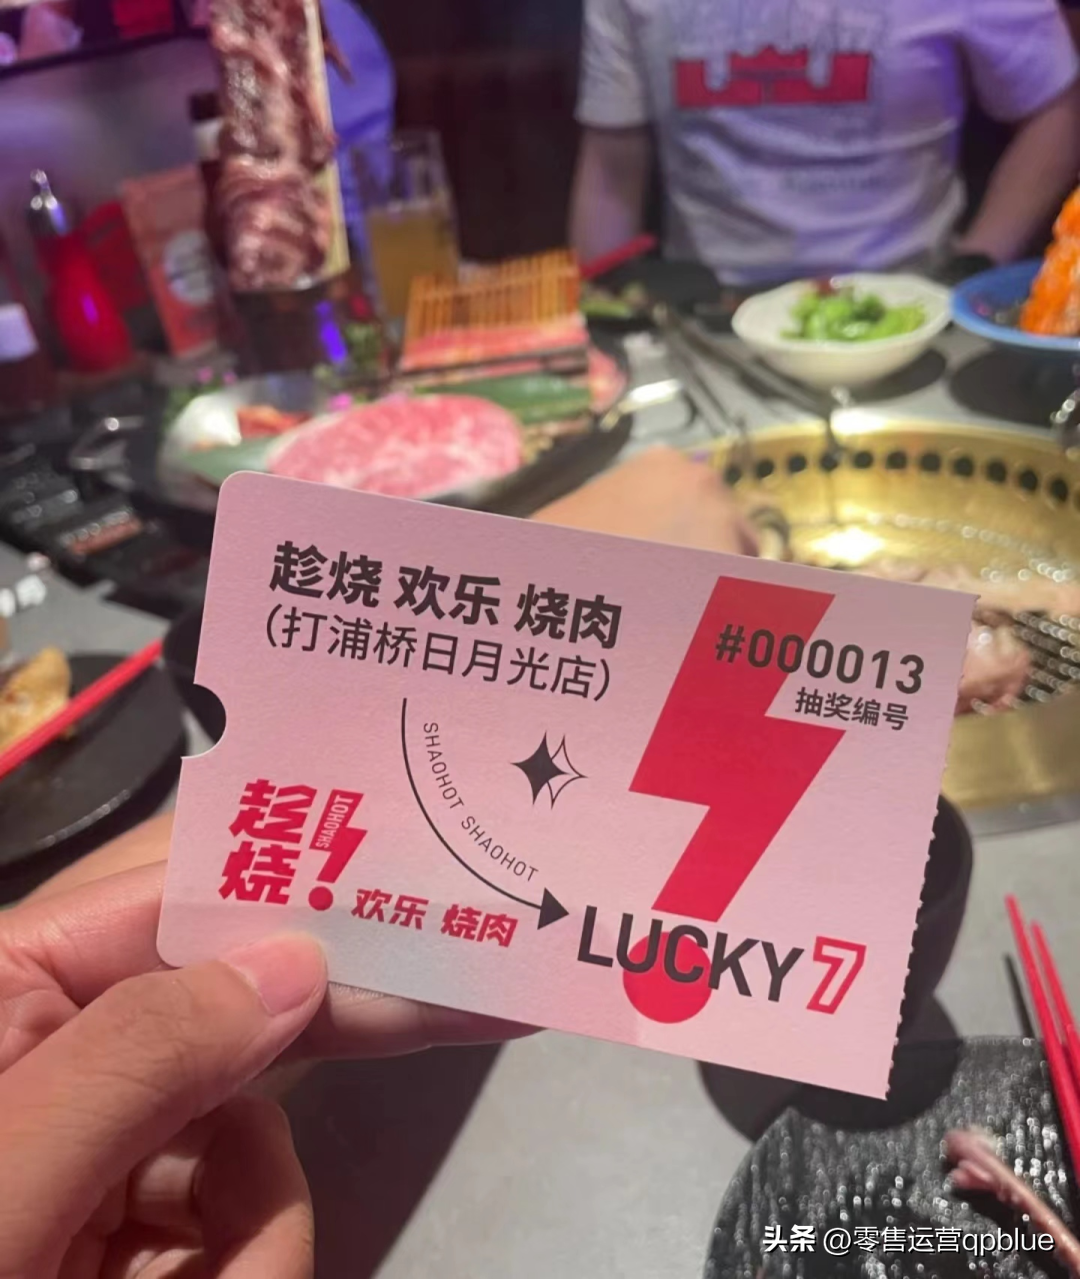 趁烧 欢乐 烧肉
(打浦桥日月光店)
#000013
抽奖编号
SHAOHOT SHAOHOT
趁烧!
SHAOHOT
欢乐 烧肉
LUCKY 7
头条 @零售运营qpblue